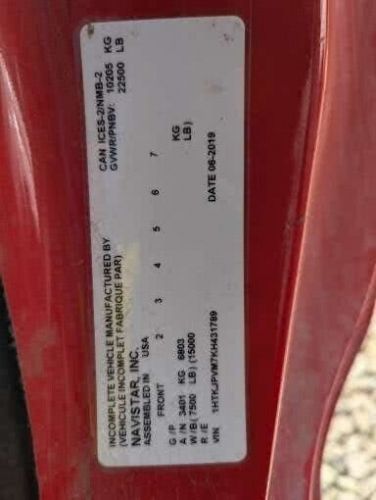 INCOMPLETE VEHICLE MANUFACTURED BY
(VEHICULE INCOMPLET FABRIQUE PAR)
NAVISTAR, INC.
ASSEMBLED IN USA
CAN ICES-2/NMB-2
GVWR/PNBV: 10205 KG
22500 LB
FRONT 2 3 4 5 6 7
G /P
A /N 3401 KG 6803 KG
W/B (7500 LB) (15000 LB)
R /E
VIN 1HTKJPVM7KH431789 DATE 06-2019